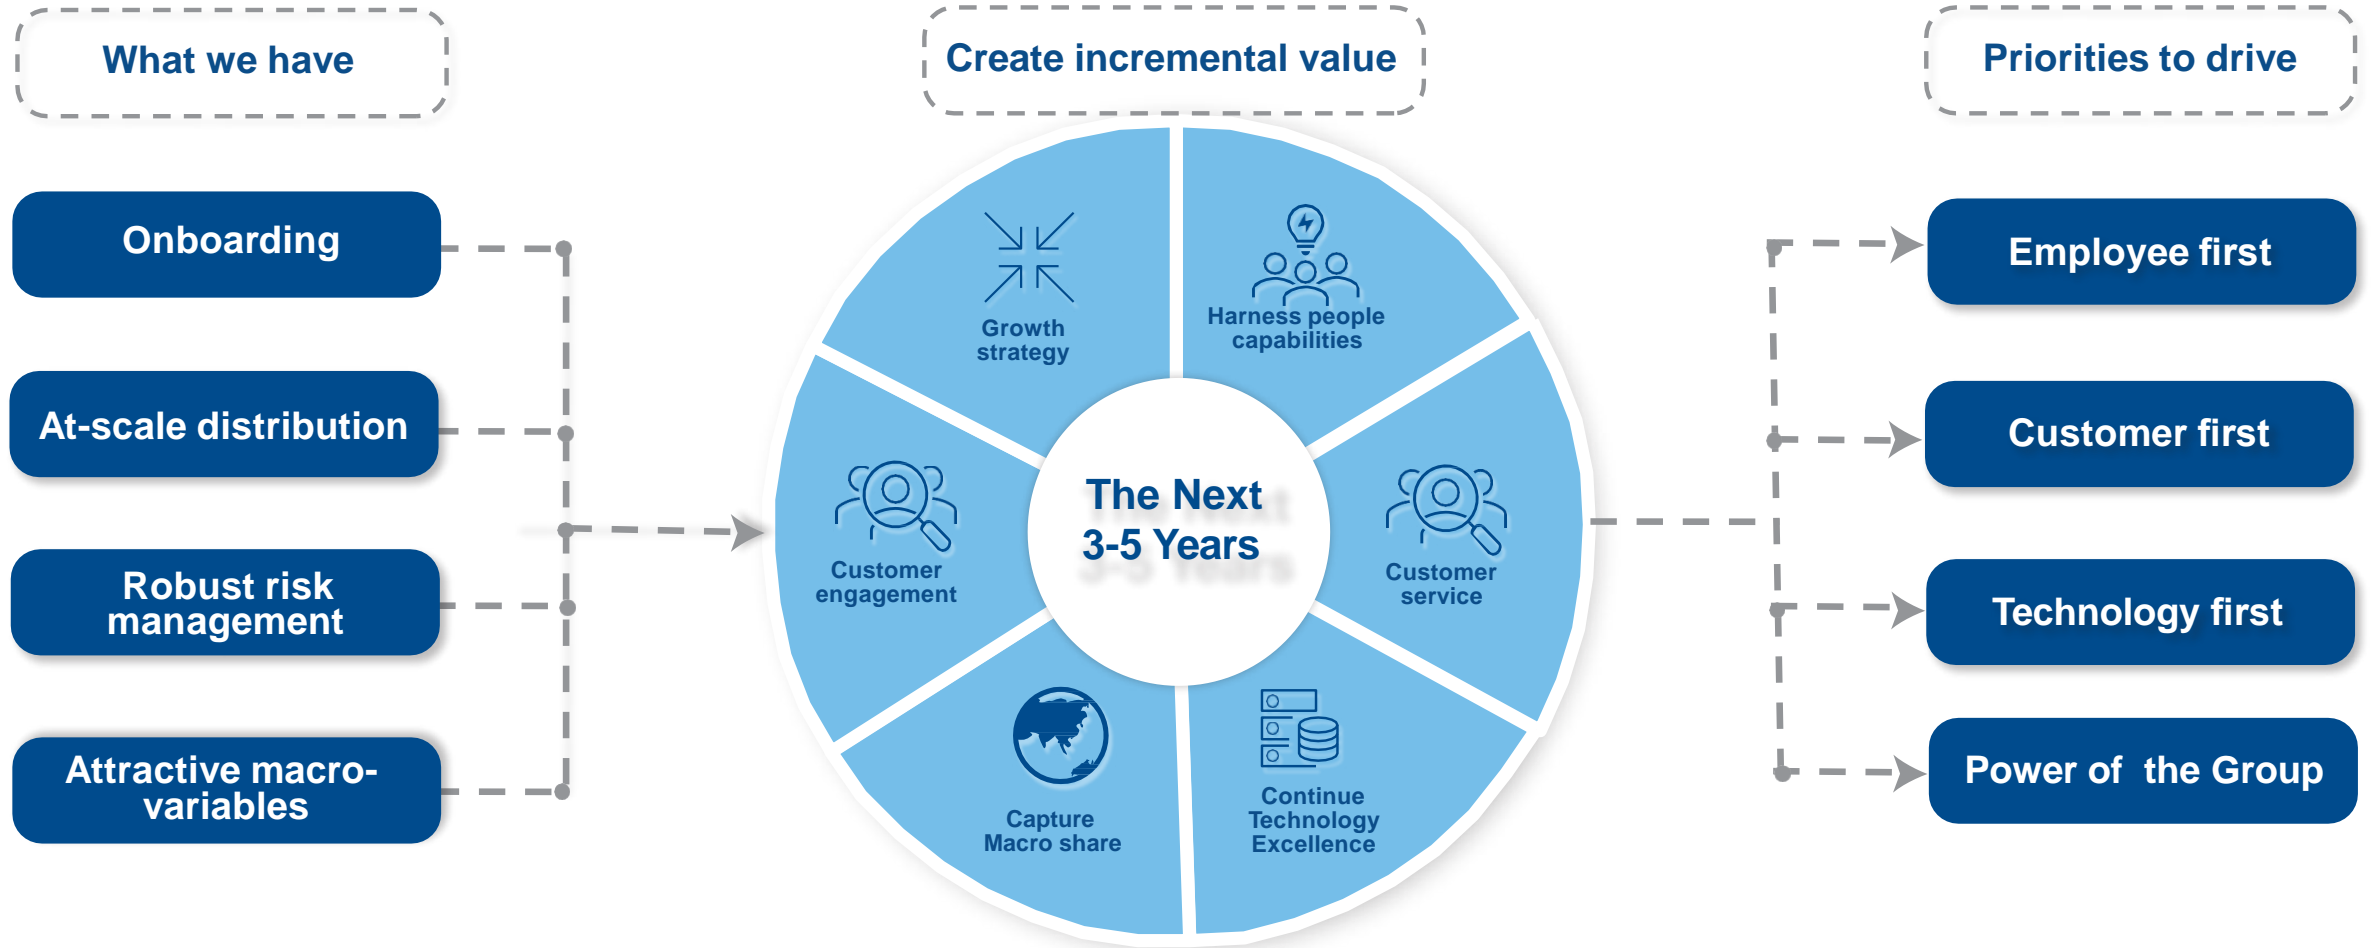 What we have
Create incremental value
Priorities to drive
Onboarding
At-scale distribution
Robust risk
management
Attractive macro-
variables
Growth
strategy
Harness people
capabilities
Customer
engagement
The Next
3-5 Years
Customer
service
Capture
Macro share
Continue
Technology
Excellence
Employee first
Customer first
Technology first
Power of  the Group